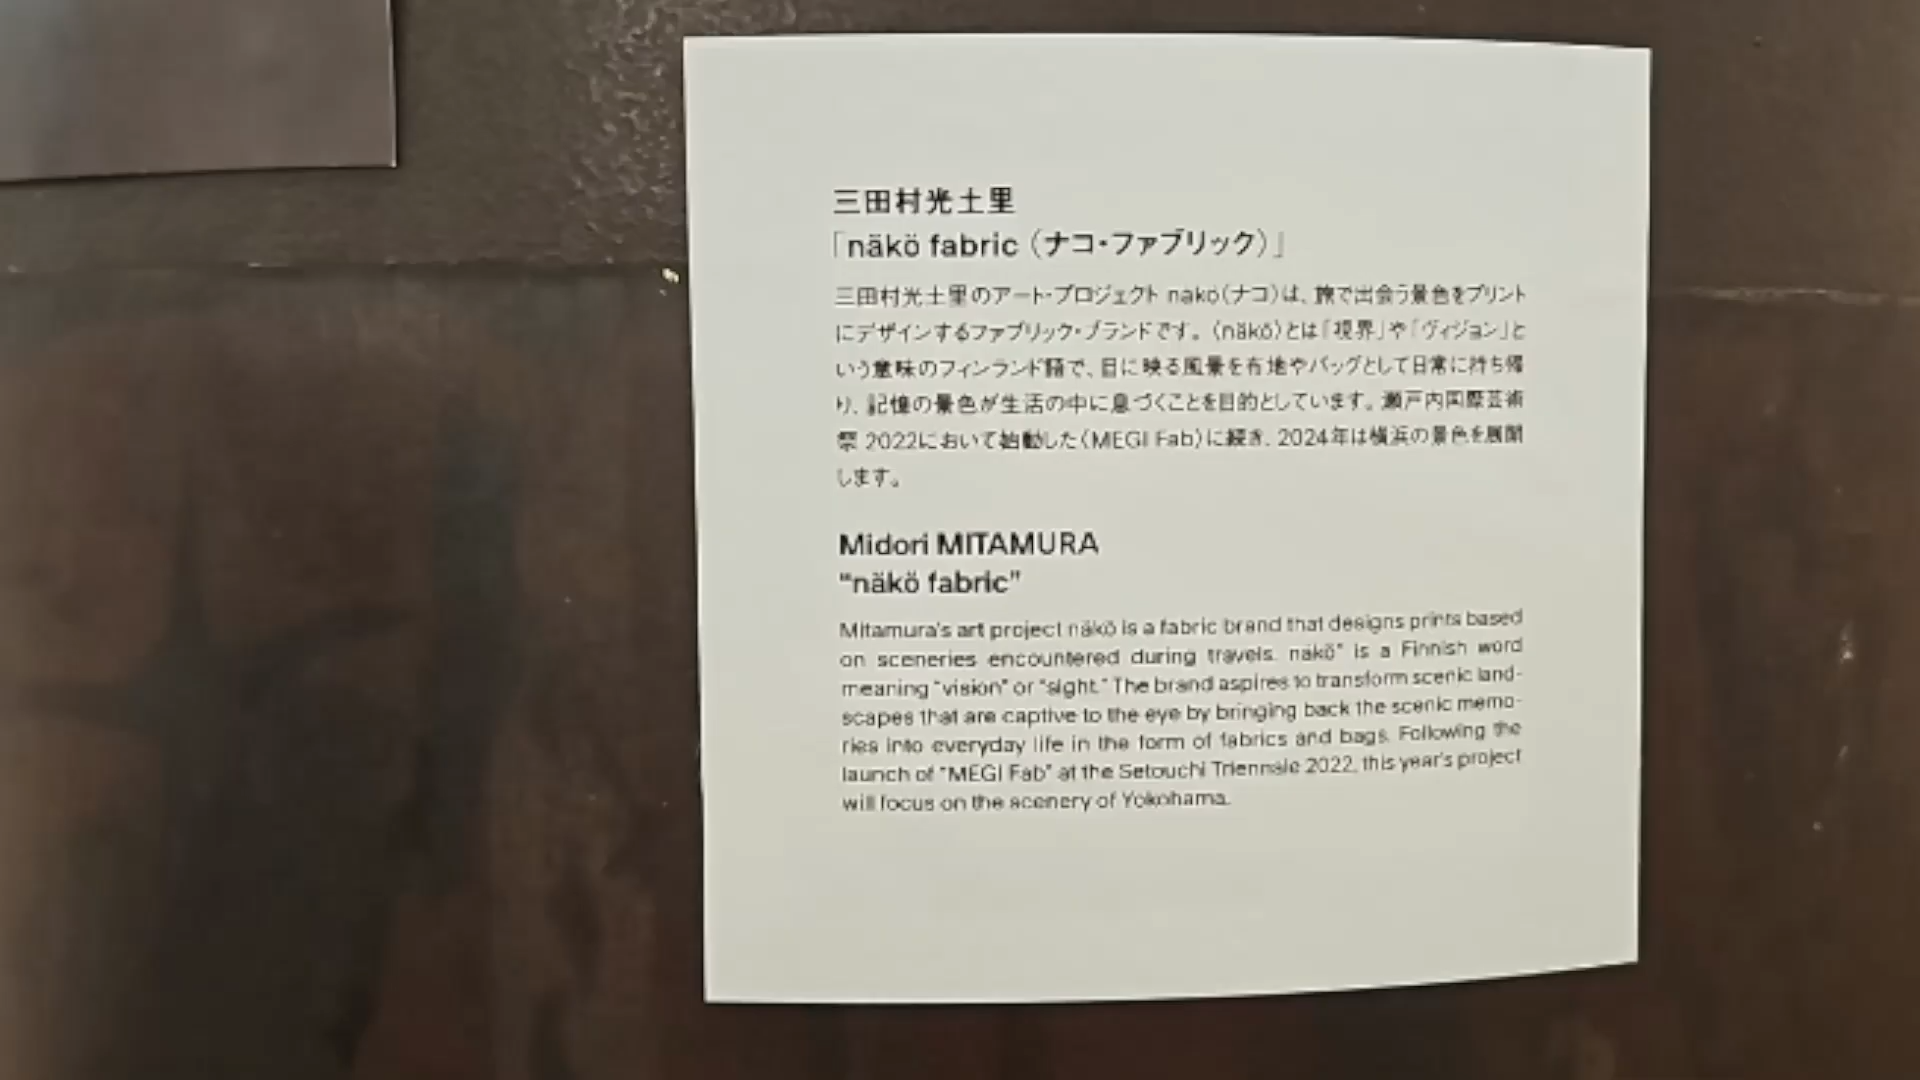 三田村光土里
「näkö fabric（ナコ・ファブリック）」
三田村光土里のアート・プロジェクト näkö（ナコ）は、旅で出会う景色をプリント
にデザインするファブリック・ブランドです。〈näkö〉とは「視界」や「ヴィジョン」と
いう意味のフィンランド語で、目に映る風景を布地やバッグとして日常に持ち帰
り、記憶の景色が生活の中に息づくことを目的としています。瀬戸内国際芸術
祭 2022において始動した〈MEGI Fab〉に続き、2024年は横浜の景色を展開
します。
Midori MITAMURA
“näkö fabric”
Mitamura's art project näkö is a fabric brand that designs prints based
on sceneries encountered during travels. näkö” is a Finnish word
meaning “vision” or “sight.” The brand aspires to transform scenic land-
scapes that are captive to the eye by bringing back the scenic memo-
ries into everyday life in the form of fabrics and bags. Following the
launch of “MEGI Fab” at the Setouchi Triennale 2022, this year's project
will focus on the scenery of Yokohama.